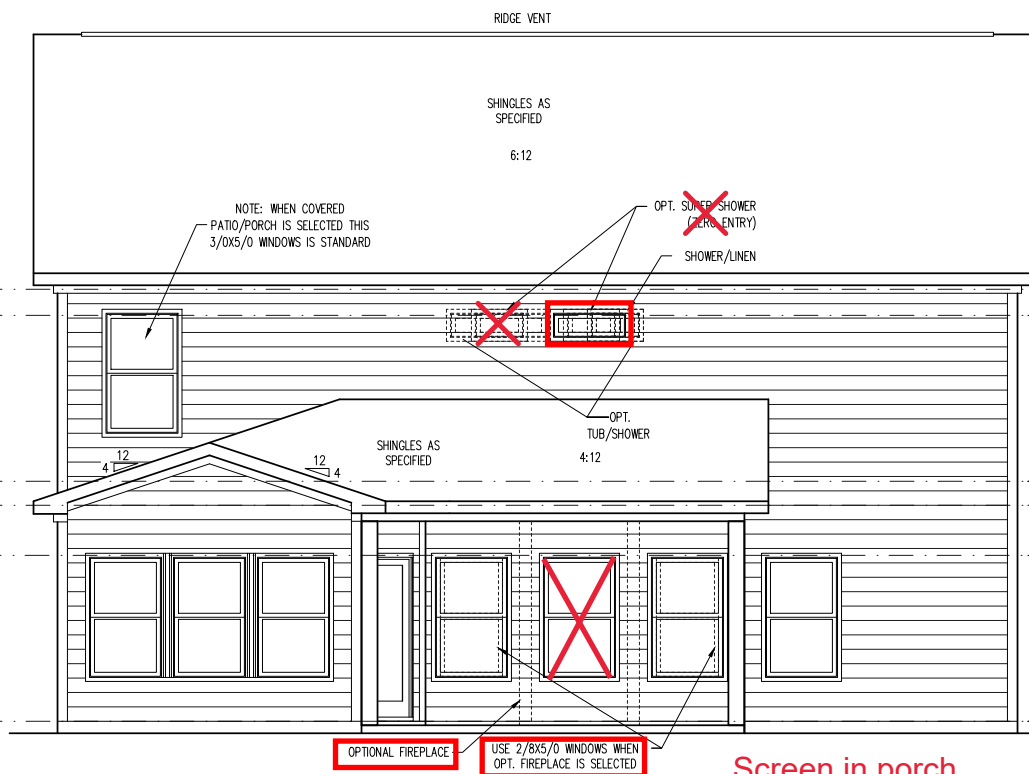 RIDGE VENT
SHINGLES AS
SPECIFIED
6:12
NOTE: WHEN COVERED
PATIO/PORCH IS SELECTED THIS
3/0X5/0 WINDOWS IS STANDARD
OPT. SUPER SHOWER
(ZERO ENTRY)
SHOWER/LINEN
OPT.
TUB/SHOWER
SHINGLES AS
SPECIFIED
4:12
12
4
12
4
OPTIONAL FIREPLACE
USE 2/8X5/0 WINDOWS WHEN
OPT. FIREPLACE IS SELECTED
Screen in porch